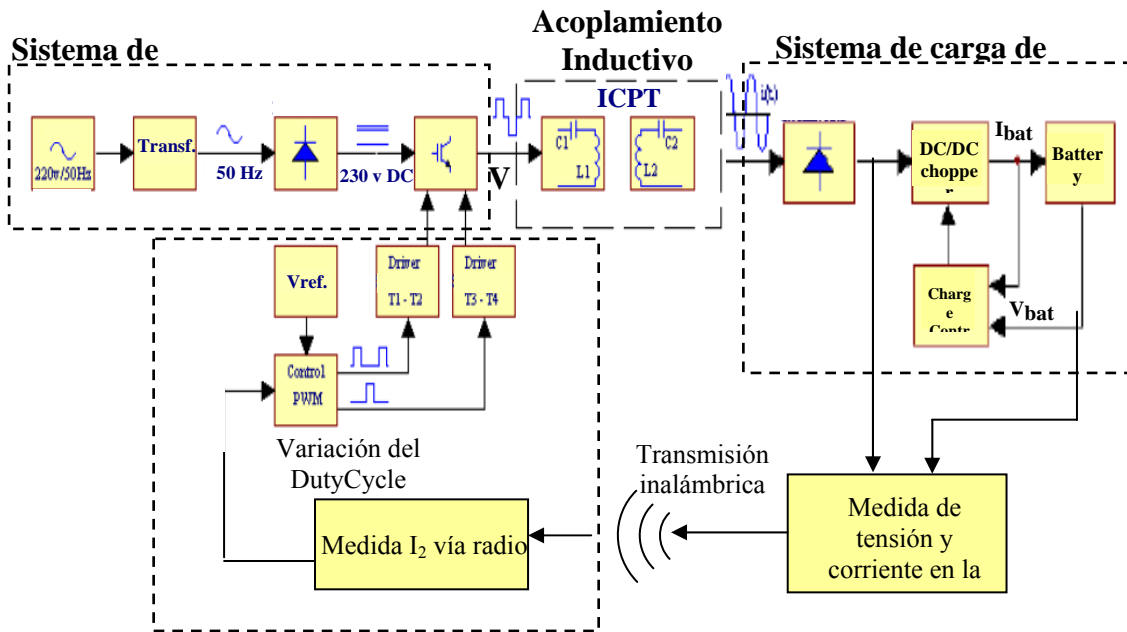 Sistema de
Acoplamiento
Inductivo
Sistema de carga de
220v/50Hz
Transf.
50 Hz
230 v DC
V
ICPT
C1
L1
C2
L2
i(t)
DC/DC
choppe
I_bat
Batter
y
Charg
e
Contr
V_bat
Vref.
Driver
T1 - T2
Driver
T3 - T4
Control
PWM
Variación del
DutyCycle
Medida I₂ vía radio
Transmisión
inalámbrica
Medida de
tensión y
corriente en la